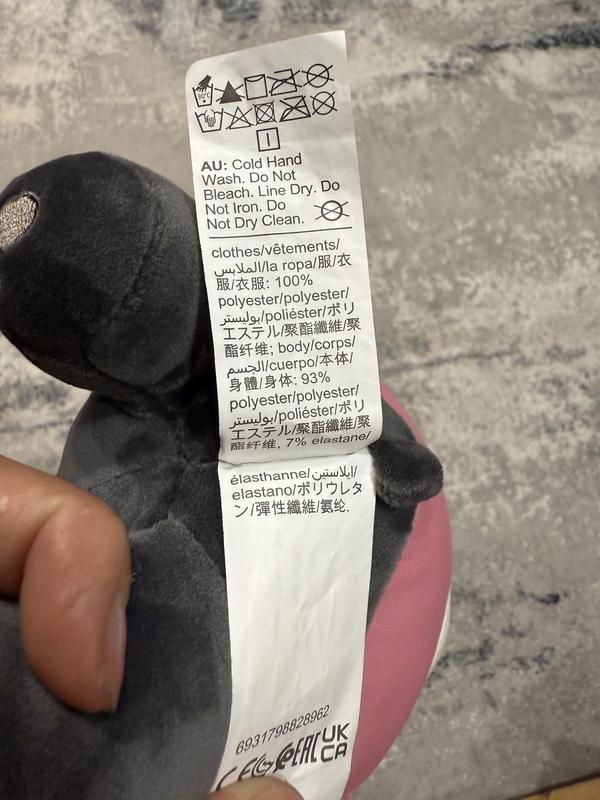 30°C
AU: Cold Hand
Wash. Do Not
Bleach. Line Dry. Do
Not Iron. Do
Not Dry Clean.
clothes/vêtements/
الملابس/la ropa/服/衣
服/衣服: 100%
polyester/polyester/
بوليستر/poliéster/ポリ
エステル/聚酯纖維/聚
酯纤维; body/corps/
الجسم/cuerpo/本体/
身體/身体: 93%
polyester/polyester/
بوليستر/poliéster/ポリ
エステル/聚酯纖維/聚
酯纤维, 7% elastane/
élasthanne/ايلاستين/
elastano/ポリウレタ
ン/彈性纖維/氨纶.
6931798828962
CE EAC UK
CA